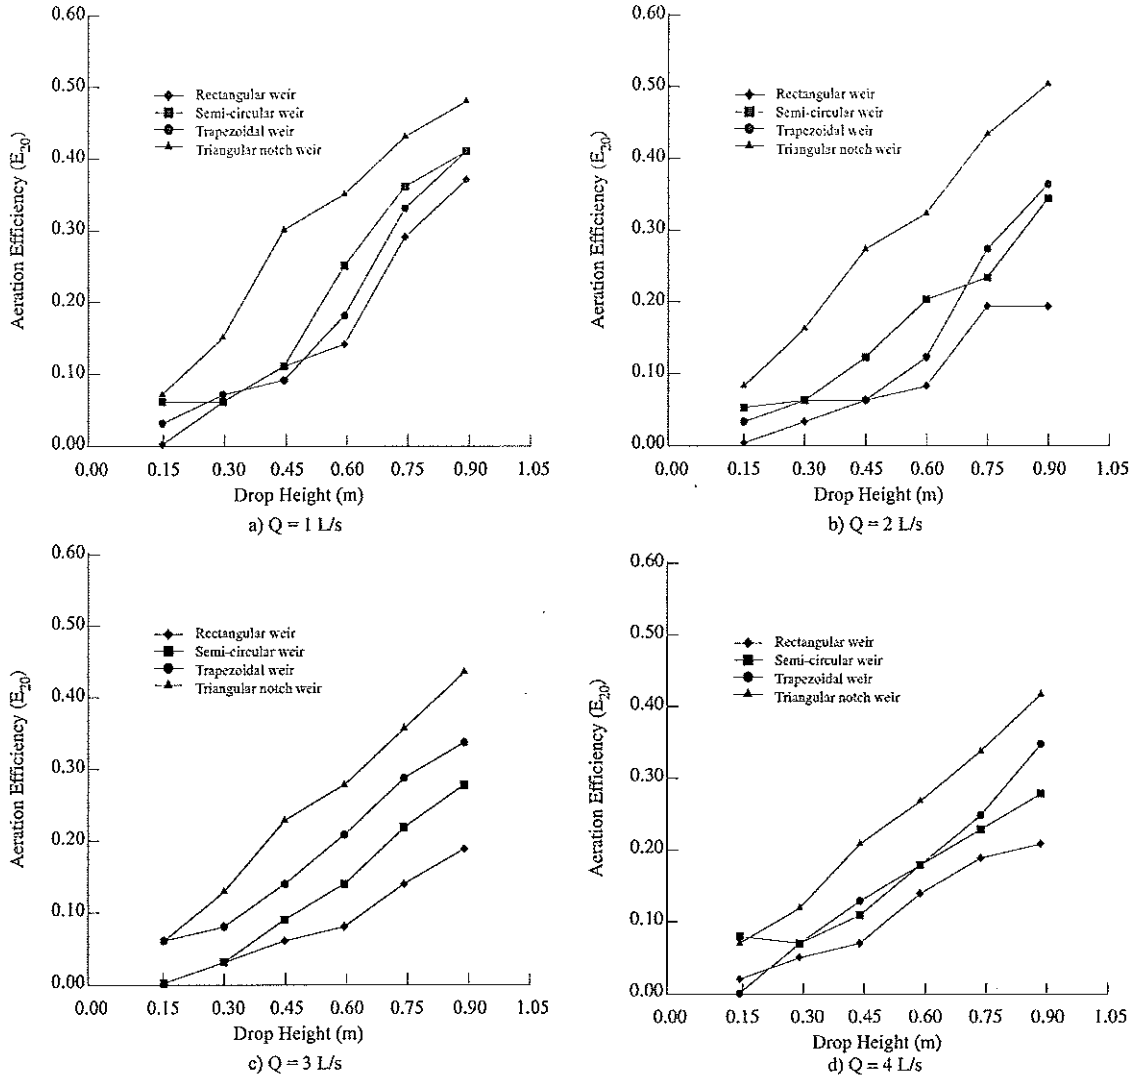 0.60
0.50
0.40
0.30
0.20
0.10
0.00
Aeration Efficiency (E20)
Rectangular weir
Semi-circular weir
Trapezoidal weir
Triangular notch weir
0.00 0.15 0.30 0.45 0.60 0.75 0.90 1.05
Drop Height (m)
a) Q = 1 L/s
0.60
0.50
0.40
0.30
0.20
0.10
0.00
Aeration Efficiency (E20)
Rectangular weir
Semi-circular weir
Trapezoidal weir
Triangular notch weir
0.00 0.15 0.30 0.45 0.60 0.75 0.90 1.05
Drop Height (m)
b) Q = 2 L/s
0.60
0.50
0.40
0.30
0.20
0.10
0.00
Aeration Efficiency (E20)
Rectangular weir
Semi-circular weir
Trapezoidal weir
Triangular notch weir
0.00 0.15 0.30 0.45 0.60 0.75 0.90 1.05
Drop Height (m)
c) Q = 3 L/s
0.60
0.50
0.40
0.30
0.20
0.10
0.00
Aeration Efficiency (E20)
Rectangular weir
Semi-circular weir
Trapezoidal weir
Triangular notch weir
0.00 0.15 0.30 0.45 0.60 0.75 0.90 1.05
Drop Height (m)
d) Q = 4 L/s